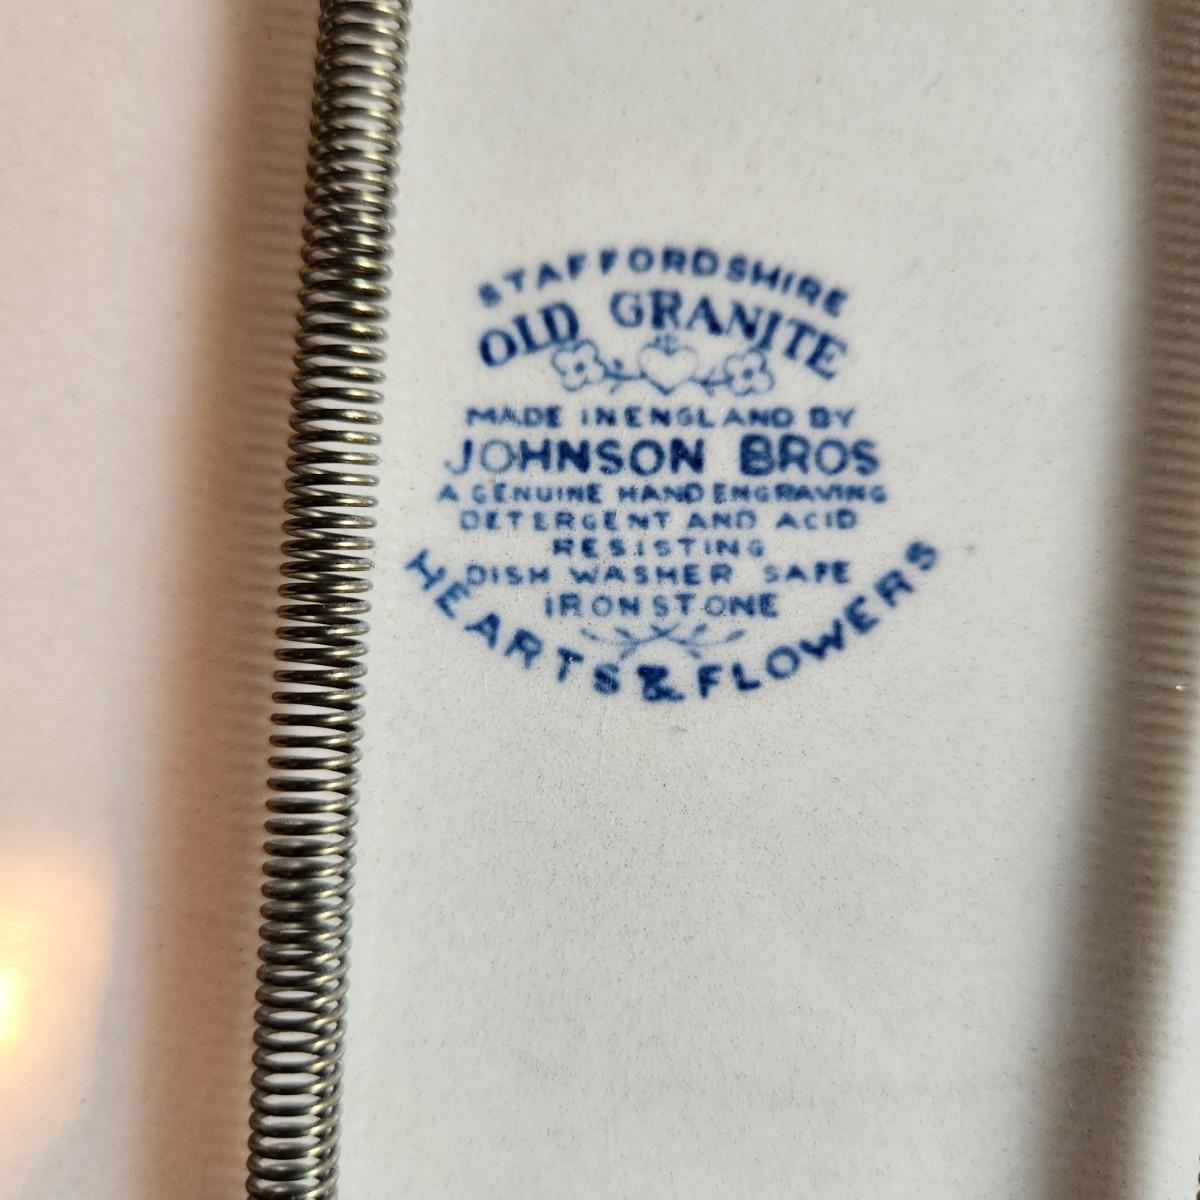 STAFFORDSHIRE
OLD GRANITE
MADE IN ENGLAND BY
JOHNSON BROS
A GENUINE HAND ENGRAVING
DETERGENT AND ACID
RESISTING
DISH WASHER SAFE
IRONSTONE
HEARTS & FLOWERS